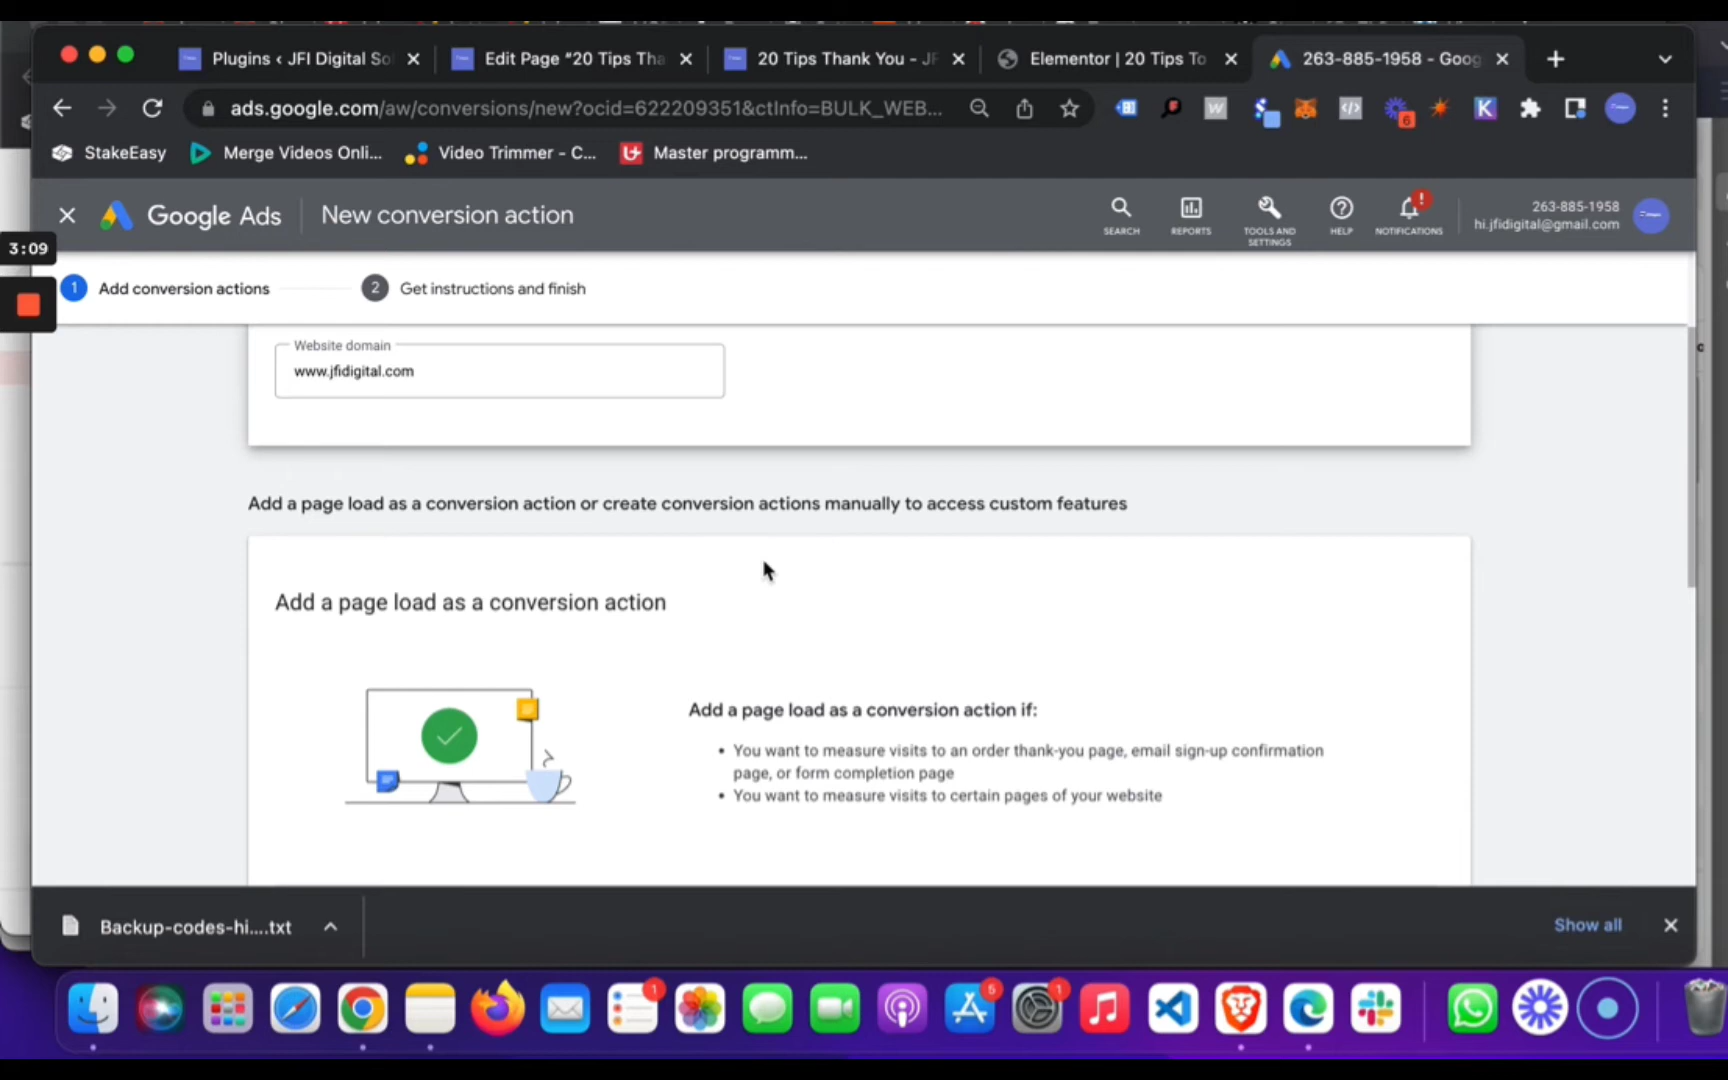 Plugins ‹ JFI Digital So
Edit Page “20 Tips Tha
20 Tips Thank You - JF
Elementor | 20 Tips To
263-885-1958 - Goog
ads.google.com/aw/conversions/new?ocid=622209351&ctInfo=BULK_WEB...
6
StakeEasy
Merge Videos Onli...
Video Trimmer - C...
Master programm...
Google Ads
New conversion action
SEARCH
REPORTS
TOOLS AND
SETTINGS
HELP
NOTIFICATIONS
263-885-1958
hi.jfidigital@gmail.com
3:09
1 Add conversion actions
2 Get instructions and finish
Website domain
www.jfidigital.com
Add a page load as a conversion action or create conversion actions manually to access custom features
Add a page load as a conversion action
Add a page load as a conversion action if:
• You want to measure visits to an order thank-you page, email sign-up confirmation
page, or form completion page
• You want to measure visits to certain pages of your website
Backup-codes-hi....txt
Show all
1
5
1